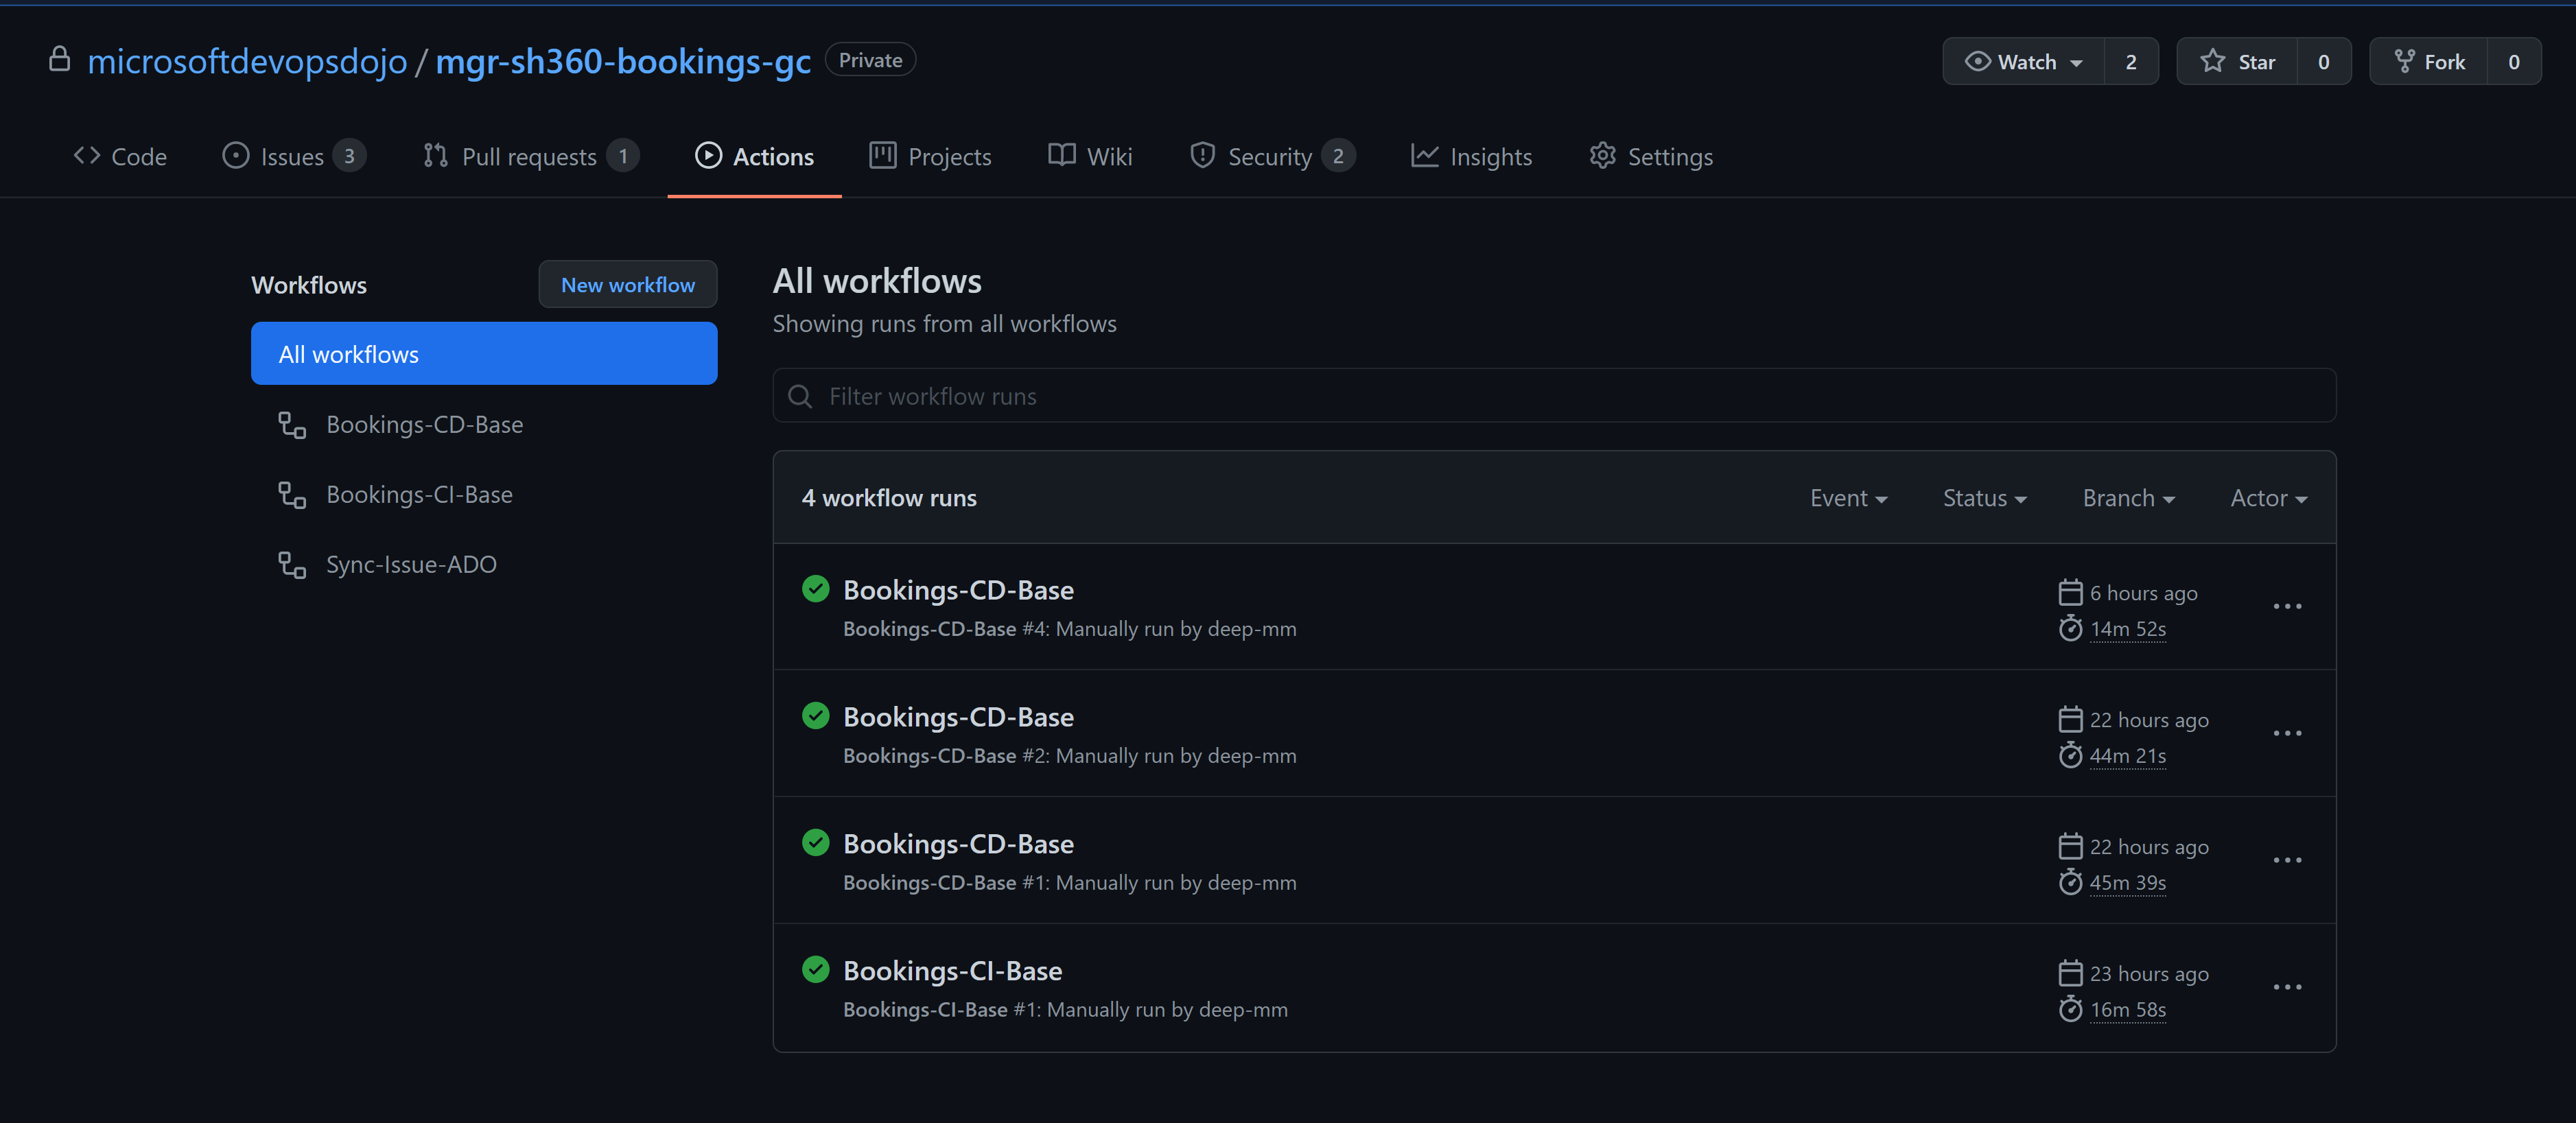 microsoftdevopsdojo / mgr-sh360-bookings-gc Private Watch 2 Star 0 Fork 0
Code Issues 3 Pull requests 1 Actions Projects Wiki Security 2 Insights Settings
Workflows New workflow
All workflows
Bookings-CD-Base
Bookings-CI-Base
Sync-Issue-ADO
All workflows
Showing runs from all workflows
Filter workflow runs
4 workflow runs Event Status Branch Actor
Bookings-CD-Base 6 hours ago
Bookings-CD-Base #4: Manually run by deep-mm 14m 52s
Bookings-CD-Base 22 hours ago
Bookings-CD-Base #2: Manually run by deep-mm 44m 21s
Bookings-CD-Base 22 hours ago
Bookings-CD-Base #1: Manually run by deep-mm 45m 39s
Bookings-CI-Base 23 hours ago
Bookings-CI-Base #1: Manually run by deep-mm 16m 58s